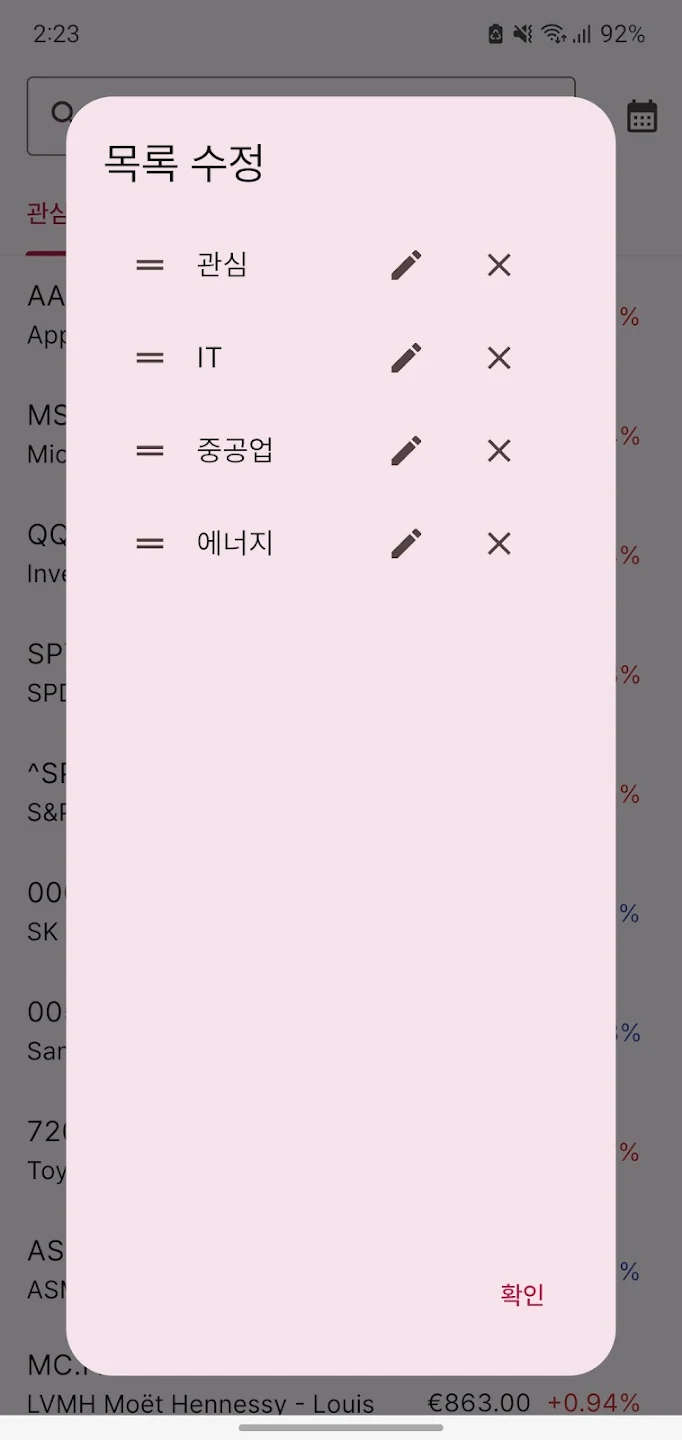 2:23 92%
목록 수정
관심
관심
IT
중공업
에너지
AA
App
%
MS
Mic
%
QQ
Inve
%
SP
SPD
%
^SP
S&P
%
00
SK
%
00
Sam
%
720
Toy
%
AS
ASM
%
확인
MC.
LVMH Moët Hennessy - Louis €863.00 +0.94%